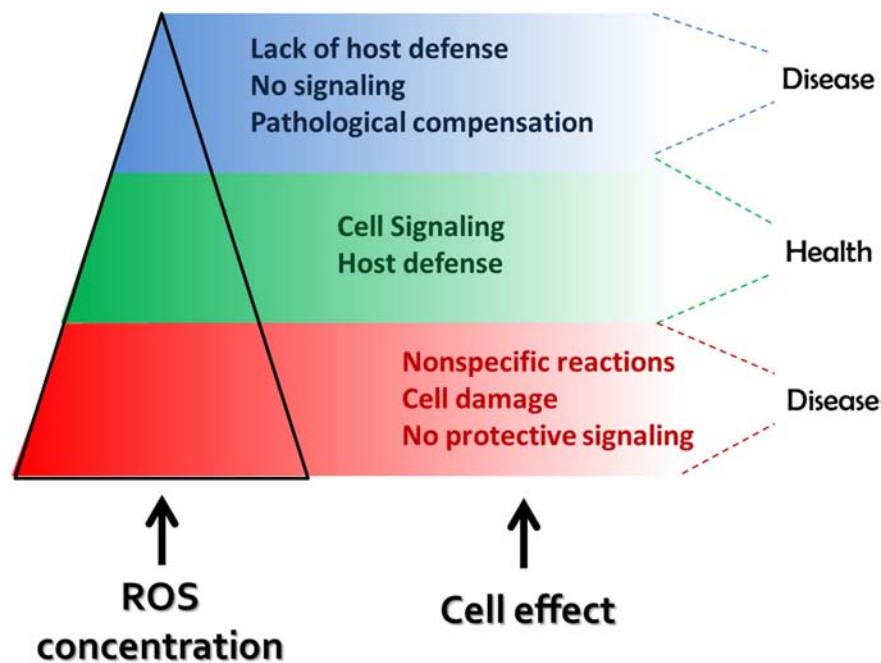 Lack of host defense
No signaling
Pathological compensation
Disease
Cell Signaling
Host defense
Health
Nonspecific reactions
Cell damage
No protective signaling
Disease
ROS
concentration
Cell effect